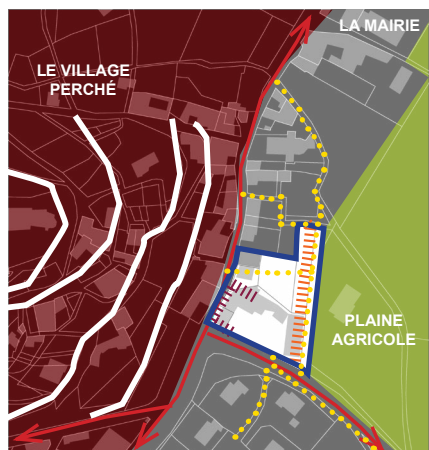 LA MAIRIE
LE VILLAGE
PERCHÉ
PLAINE
AGRICOLE